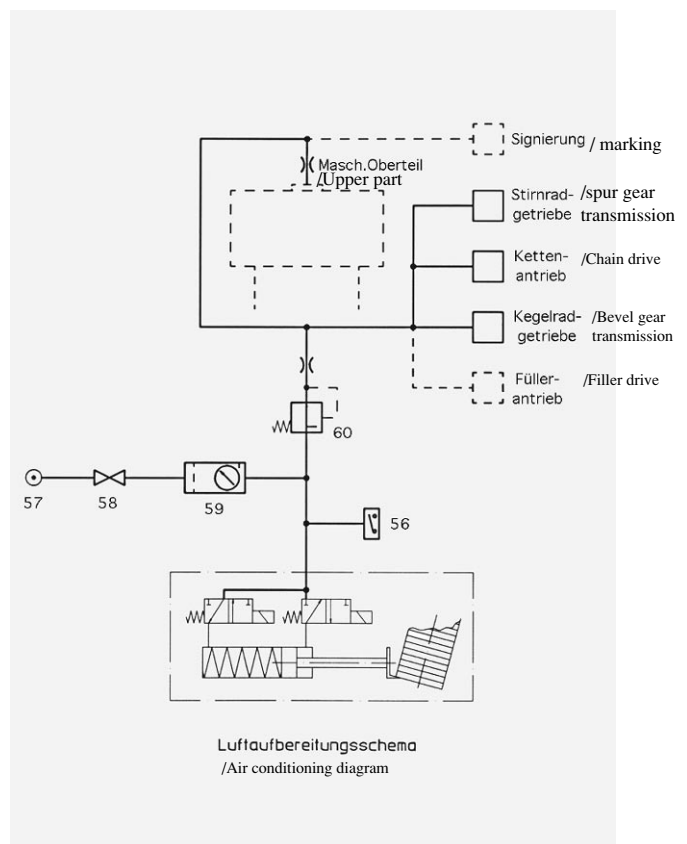 Signierung / marking
Masch.Oberteil
/Upper part
Stirnrad- /spur gear
getriebe transmission
Ketten- /Chain drive
antrieb
Kegelrad- /Bevel gear
getriebe transmission
Füller- /Filler drive
antrieb
60
57
58
59
56
Luftaufbereitungsschema
/Air conditioning diagram